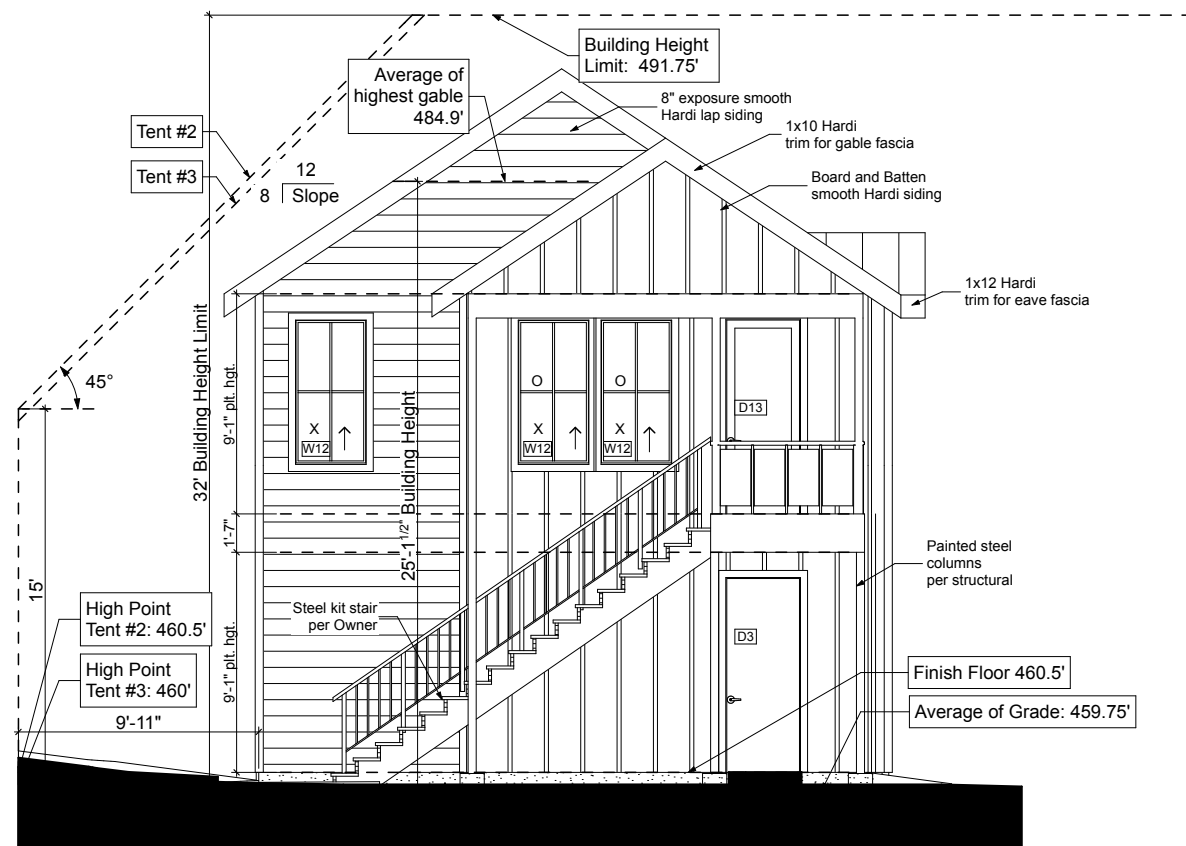 Building Height
Limit: 491.75'
Average of
highest gable
484.9'
8" exposure smooth
Hardi lap siding
1x10 Hardi
trim for gable fascia
Tent #2
Tent #3
12
8 Slope
Board and Batten
smooth Hardi siding
1x12 Hardi
trim for eave fascia
45°
32' Building Height Limit
9'-1" plt. hgt.
25'-11/2" Building Height
O
X
W12
O
X
W12
X
W12
D13
1'-7"
15'
Painted steel
columns
per structural
High Point
Tent #2: 460.5'
Steel kit stair
per Owner
9'-1" plt. hgt.
D3
High Point
Tent #3: 460'
Finish Floor 460.5'
9'-11"
Average of Grade: 459.75'